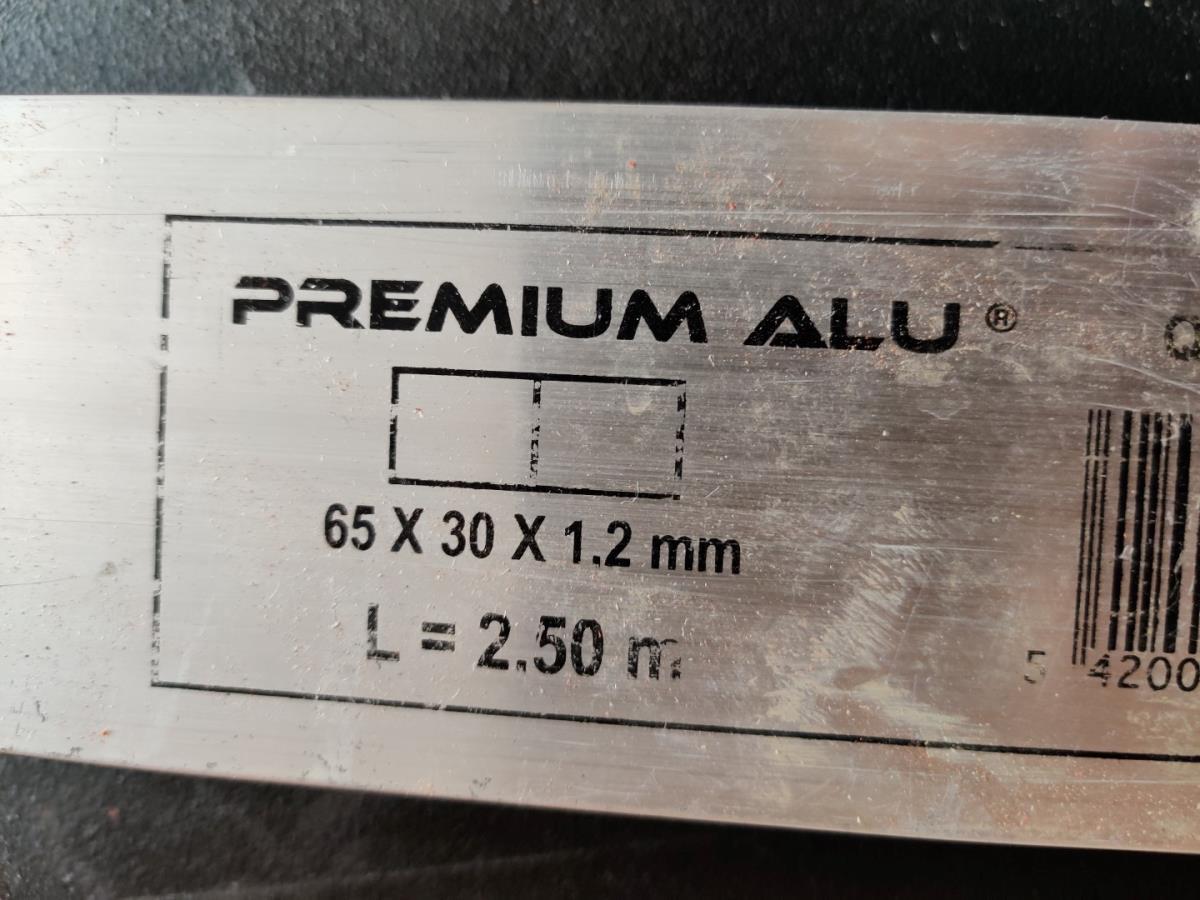 PREMIUM ALU®
Q
65 X 30 X 1.2 mm
L = 2.50 m
5 4200